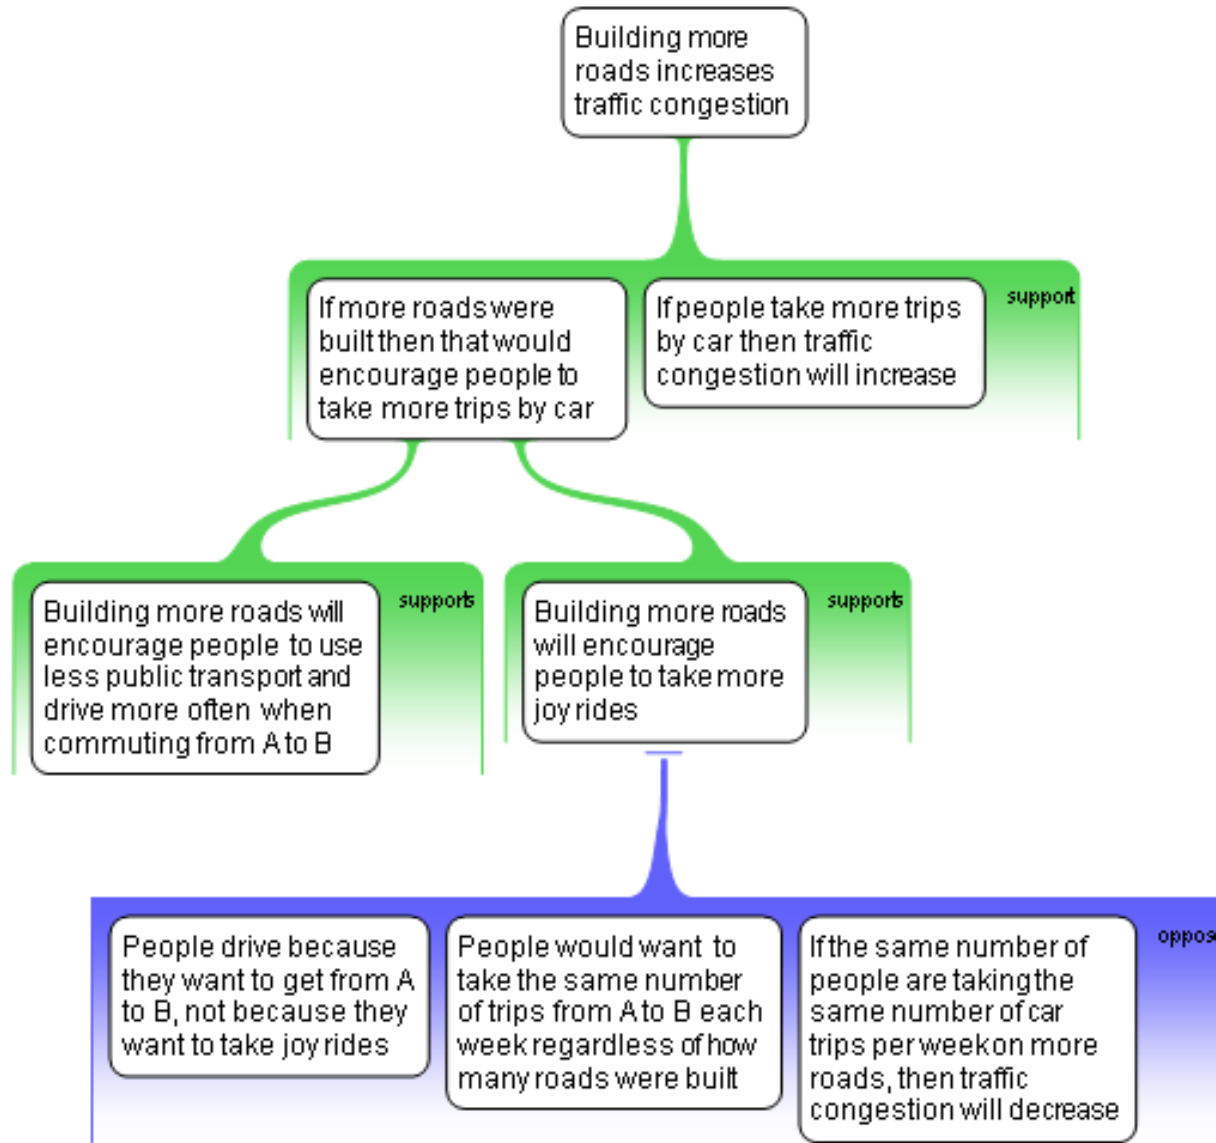 Building more
roads increases
traffic congestion
If more roads were
built then that would
encourage people to
take more trips by car
If people take more trips
by car then traffic
congestion will increase
support
Building more roads will
encourage people to use
less public transport and
drive more often when
commuting from A to B
supports
Building more roads
will encourage
people to take more
joy rides
supports
People drive because
they want to get from A
to B, not because they
want to take joy rides
People would want to
take the same number
of trips from A to B each
week regardless of how
many roads were built
If the same number of
people are taking the
same number of car
trips per week on more
roads, then traffic
congestion will decrease
oppose